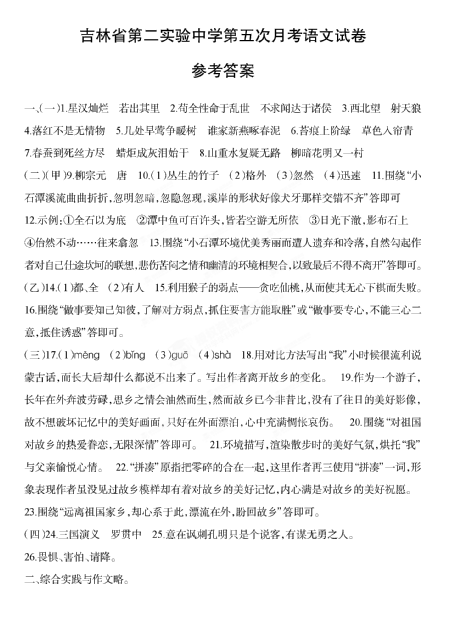 吉林省第二实验中学第五次月考语文试卷
参考答案
一、(一)1.星汉灿烂　若出其里　2.苟全性命于乱世　不求闻达于诸侯　3.西北望　射天狼
4.落红不是无情物　5.几处早莺争暖树　谁家新燕啄春泥　6.苔痕上阶绿　草色入帘青
7.春蚕到死丝方尽　蜡炬成灰泪始干　8.山重水复疑无路　柳暗花明又一村
(二)(甲)9.柳宗元　唐　10.(1)丛生的竹子　(2)格外　(3)忽然　(4)迅速　11.围绕“小
石潭溪流曲曲折折,忽明忽暗,忽隐忽现,溪岸的形状好像犬牙那样交错不齐”答即可
12.示例:①全石以为底　②潭中鱼可百许头,皆若空游无所依　③日光下澈,影布石上
④佁然不动……往来翕忽　13.围绕“小石潭环境优美秀丽而遭人遗弃和冷落,自然勾起作
者对自己仕途坎坷的联想,悲伤苦闷之情和幽清的环境相契合,以致最后不得不离开”答即可。
(乙)14.(1)都、全　(2)有人　15.利用猴子的弱点——贪吃仙桃,从而使其无心下棋而失败。
16.围绕“做事要知己知彼,了解对方弱点,抓住要害方能取胜”或“做事要专心,不能三心二
意,抵住诱惑”答即可。
(三)17.(1)mèng　(2)bǐng　(3)guō　(4)shà　18.用对比方法写出“我”小时候很流利说
蒙古话,而长大后却什么都说不出来了。写出作者离开故乡的变化。　19.作为一个游子,
长年在外奔波劳碌,思乡之情会油然而生,然而故乡已今非昔比,没有了往日的美好影像,
故不想破坏记忆中的美好画面,只好在外面漂泊,心中充满惆怅哀伤。　20.围绕“对祖国
对故乡的热爱眷恋,无限深情”答即可。　21.环境描写,渲染散步时的美好气氛,烘托“我”
与父亲愉悦心情。　22.“拼凑”原指把零碎的合在一起,这里作者再三使用“拼凑”一词,形
象表现作者虽没见过故乡模样却有着对故乡的美好记忆,内心满是对故乡的美好祝愿。
23.围绕“远离祖国家乡,却心系于此,漂流在外,盼回故乡”答即可。
(四)24.三国演义　罗贯中　25.意在讽刺孔明只是个说客,有谋无勇之人。
26.畏惧、害怕、请降。
二、综合实践与作文略。